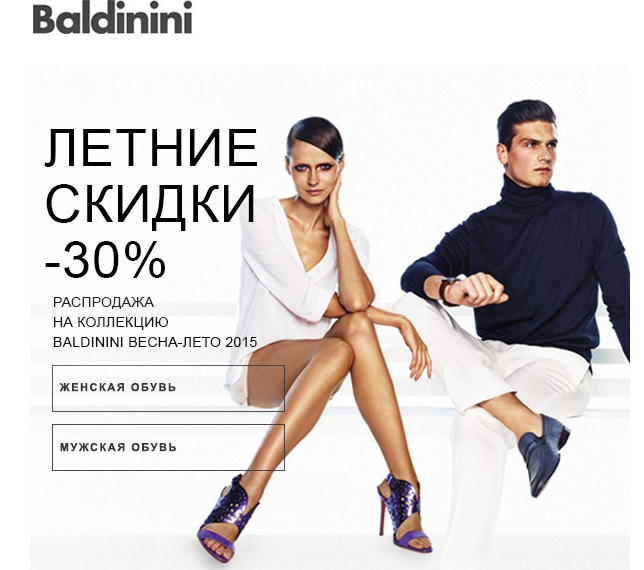 Baldinini
ЛЕТНИЕ
СКИДКИ
-30%
РАСПРОДАЖА
НА КОЛЛЕКЦИЮ
BALDININI ВЕСНА-ЛЕТО 2015
ЖЕНСКАЯ ОБУВЬ
МУЖСКАЯ ОБУВЬ